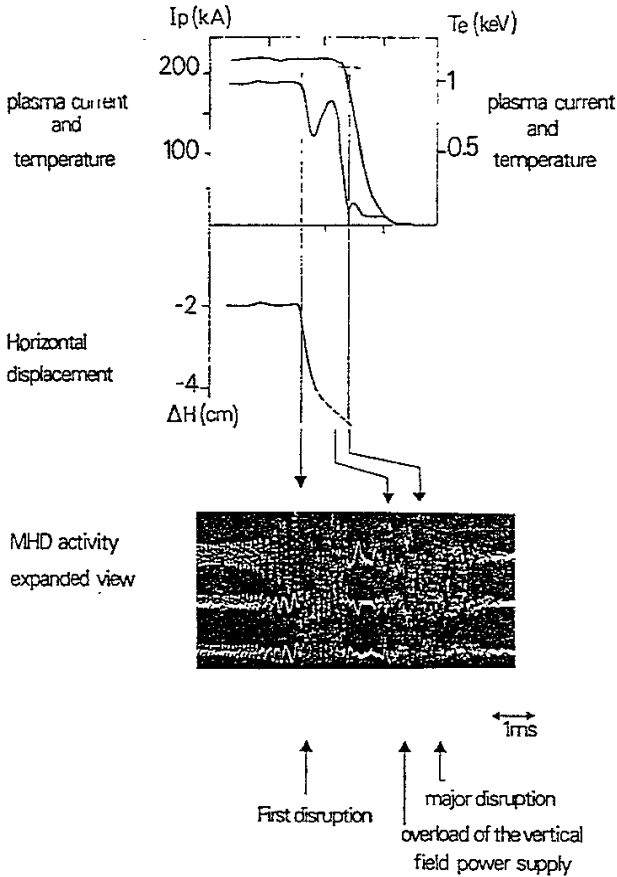 Ip (kA)
Te (keV)
200
1
plasma current
and
temperature
plasma current
and
temperature
100
0.5
-2
Horizontal
displacement
-4
ΔH (cm)
MHD activity
expanded view
1ms
First disruption
major disruption
overload of the vertical
field power supply